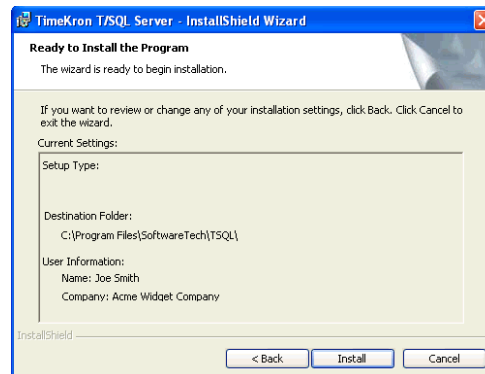 TimeKron T/SQL Server - InstallShield Wizard
Ready to Install the Program
The wizard is ready to begin installation.
If you want to review or change any of your installation settings, click Back. Click Cancel to
exit the wizard.
Current Settings:
Setup Type:
Destination Folder:
C:\Program Files\SoftwareTech\TSQL\
User Information:
Name: Joe Smith
Company: Acme Widget Company
InstallShield
< Back
Install
Cancel